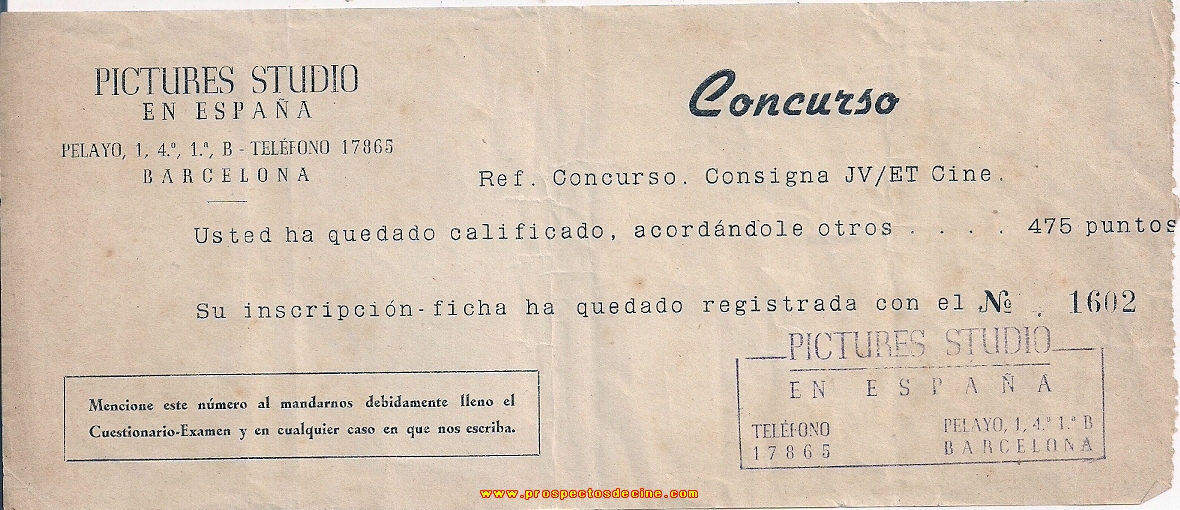 PICTURES STUDIO
EN ESPAÑA
PELAYO, 1, 4.º, 1.ª, B - TELÉFONO 17865
BARCELONA
Concurso
Ref. Concurso. Consigna JV/ET Cine.
Usted ha quedado calificado, acordándole otros . . . . 475 puntos
Su inscripción-ficha ha quedado registrada con el Nº . 1602
Mencione este número al mandarnos debidamente lleno el
Cuestionario-Examen y en cualquier caso en que nos escriba.
PICTURES STUDIO
EN ESPAÑA
TELÉFONO PELAYO, 1, 4.º 1.ª B
17865 BARCELONA
www.prospectosdecine.com